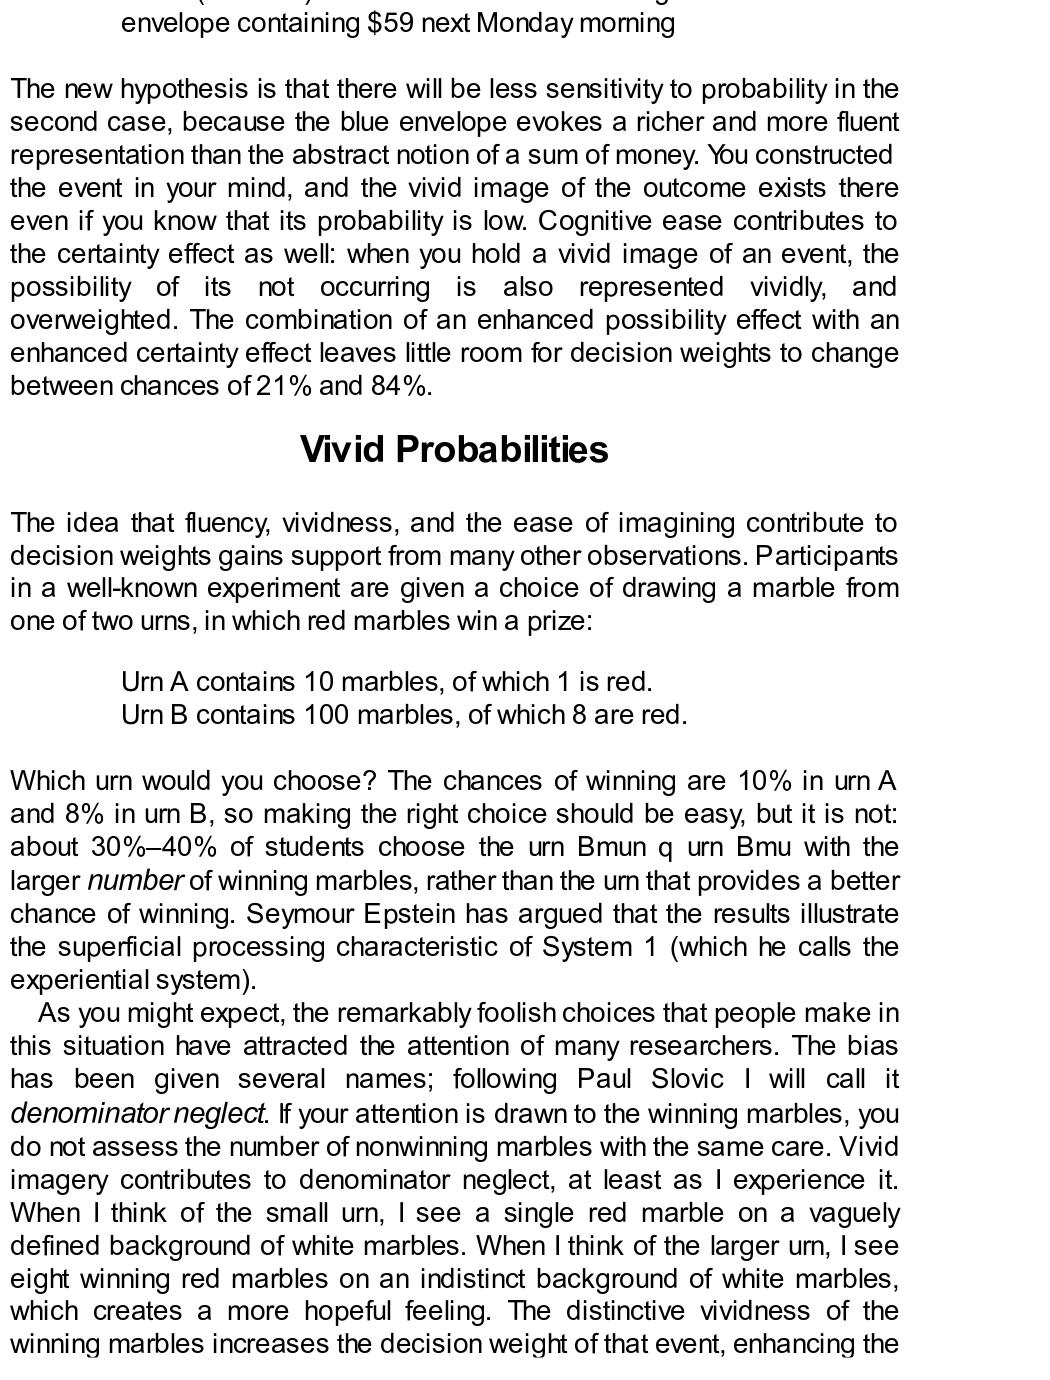 envelope containing $59 next Monday morning
The new hypothesis is that there will be less sensitivity to probability in the
second case, because the blue envelope evokes a richer and more fluent
representation than the abstract notion of a sum of money. You constructed
the event in your mind, and the vivid image of the outcome exists there
even if you know that its probability is low. Cognitive ease contributes to
the certainty effect as well: when you hold a vivid image of an event, the
possibility of its not occurring is also represented vividly, and
overweighted. The combination of an enhanced possibility effect with an
enhanced certainty effect leaves little room for decision weights to change
between chances of 21% and 84%.
Vivid Probabilities
The idea that fluency, vividness, and the ease of imagining contribute to
decision weights gains support from many other observations. Participants
in a well-known experiment are given a choice of drawing a marble from
one of two urns, in which red marbles win a prize:
Urn A contains 10 marbles, of which 1 is red.
Urn B contains 100 marbles, of which 8 are red.
Which urn would you choose? The chances of winning are 10% in urn A
and 8% in urn B, so making the right choice should be easy, but it is not:
about 30%–40% of students choose the urn Bmun q urn Bmu with the
larger number of winning marbles, rather than the urn that provides a better
chance of winning. Seymour Epstein has argued that the results illustrate
the superficial processing characteristic of System 1 (which he calls the
experiential system).
As you might expect, the remarkably foolish choices that people make in
this situation have attracted the attention of many researchers. The bias
has been given several names; following Paul Slovic I will call it
denominator neglect. If your attention is drawn to the winning marbles, you
do not assess the number of nonwinning marbles with the same care. Vivid
imagery contributes to denominator neglect, at least as I experience it.
When I think of the small urn, I see a single red marble on a vaguely
defined background of white marbles. When I think of the larger urn, I see
eight winning red marbles on an indistinct background of white marbles,
which creates a more hopeful feeling. The distinctive vividness of the
winning marbles increases the decision weight of that event, enhancing the